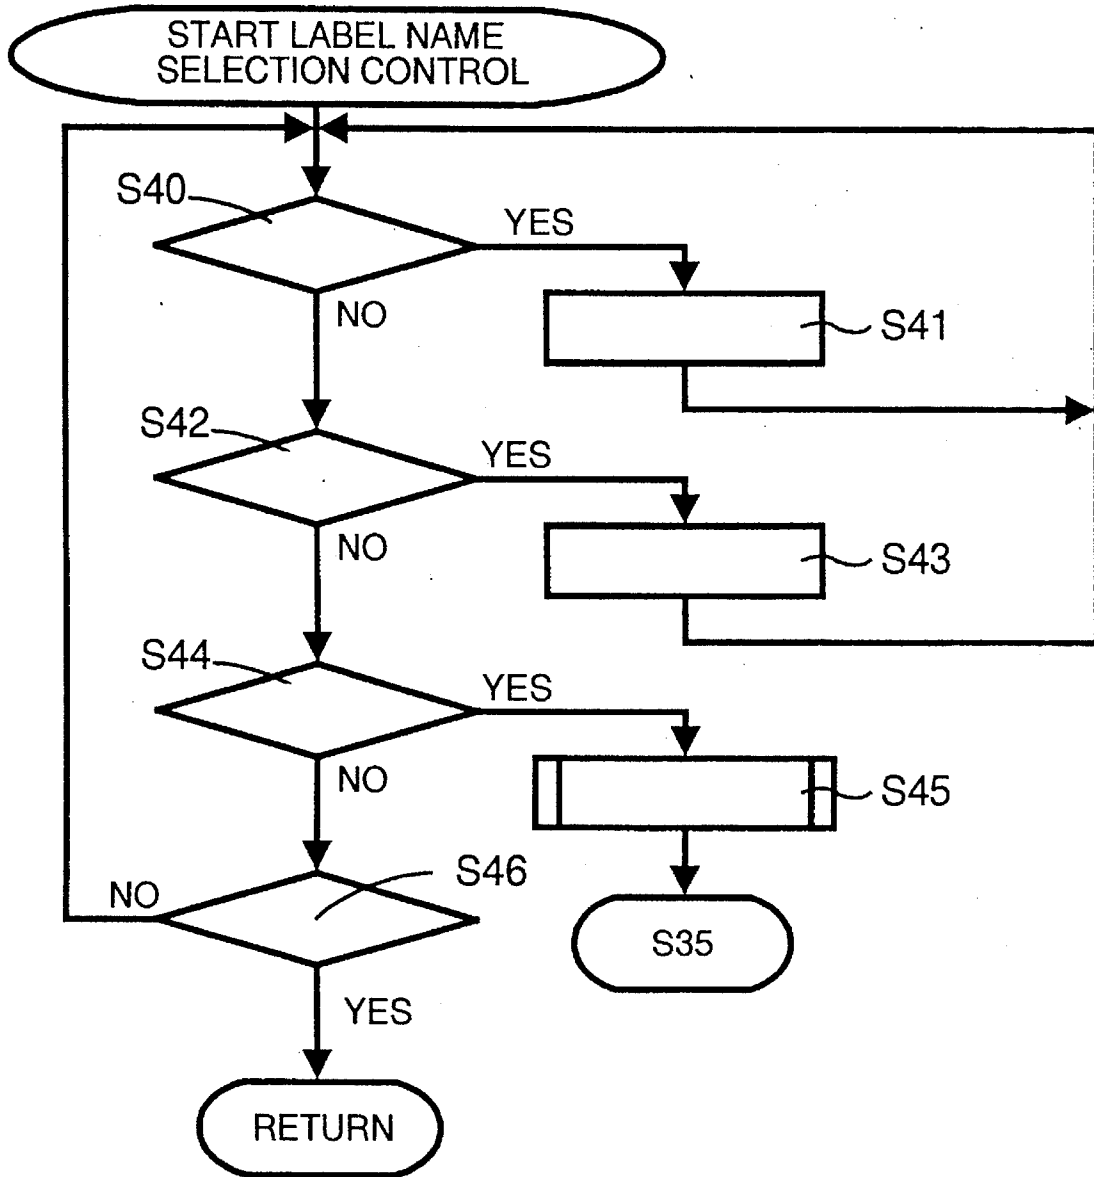 START LABEL NAME
SELECTION CONTROL
S40
YES
NO
S41
S42
YES
NO
S43
S44
YES
NO
S45
S46
NO
S35
YES
RETURN